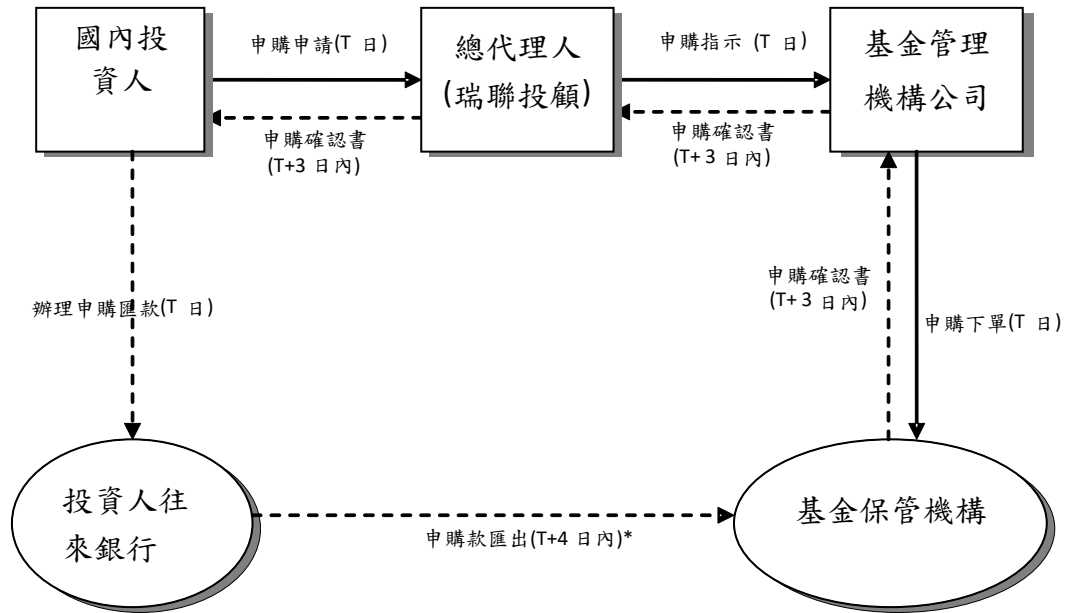 國內投
資人
申購申請(T 日)
總代理人
(瑞聯投顧)
申購指示 (T 日)
基金管理
機構公司
申購確認書
(T+3 日內)
申購確認書
(T+ 3 日內)
辦理申購匯款(T 日)
申購確認書
(T+ 3 日內)
申購下單(T 日)
投資人往
來銀行
申購款匯出(T+4 日內)*
基金保管機構